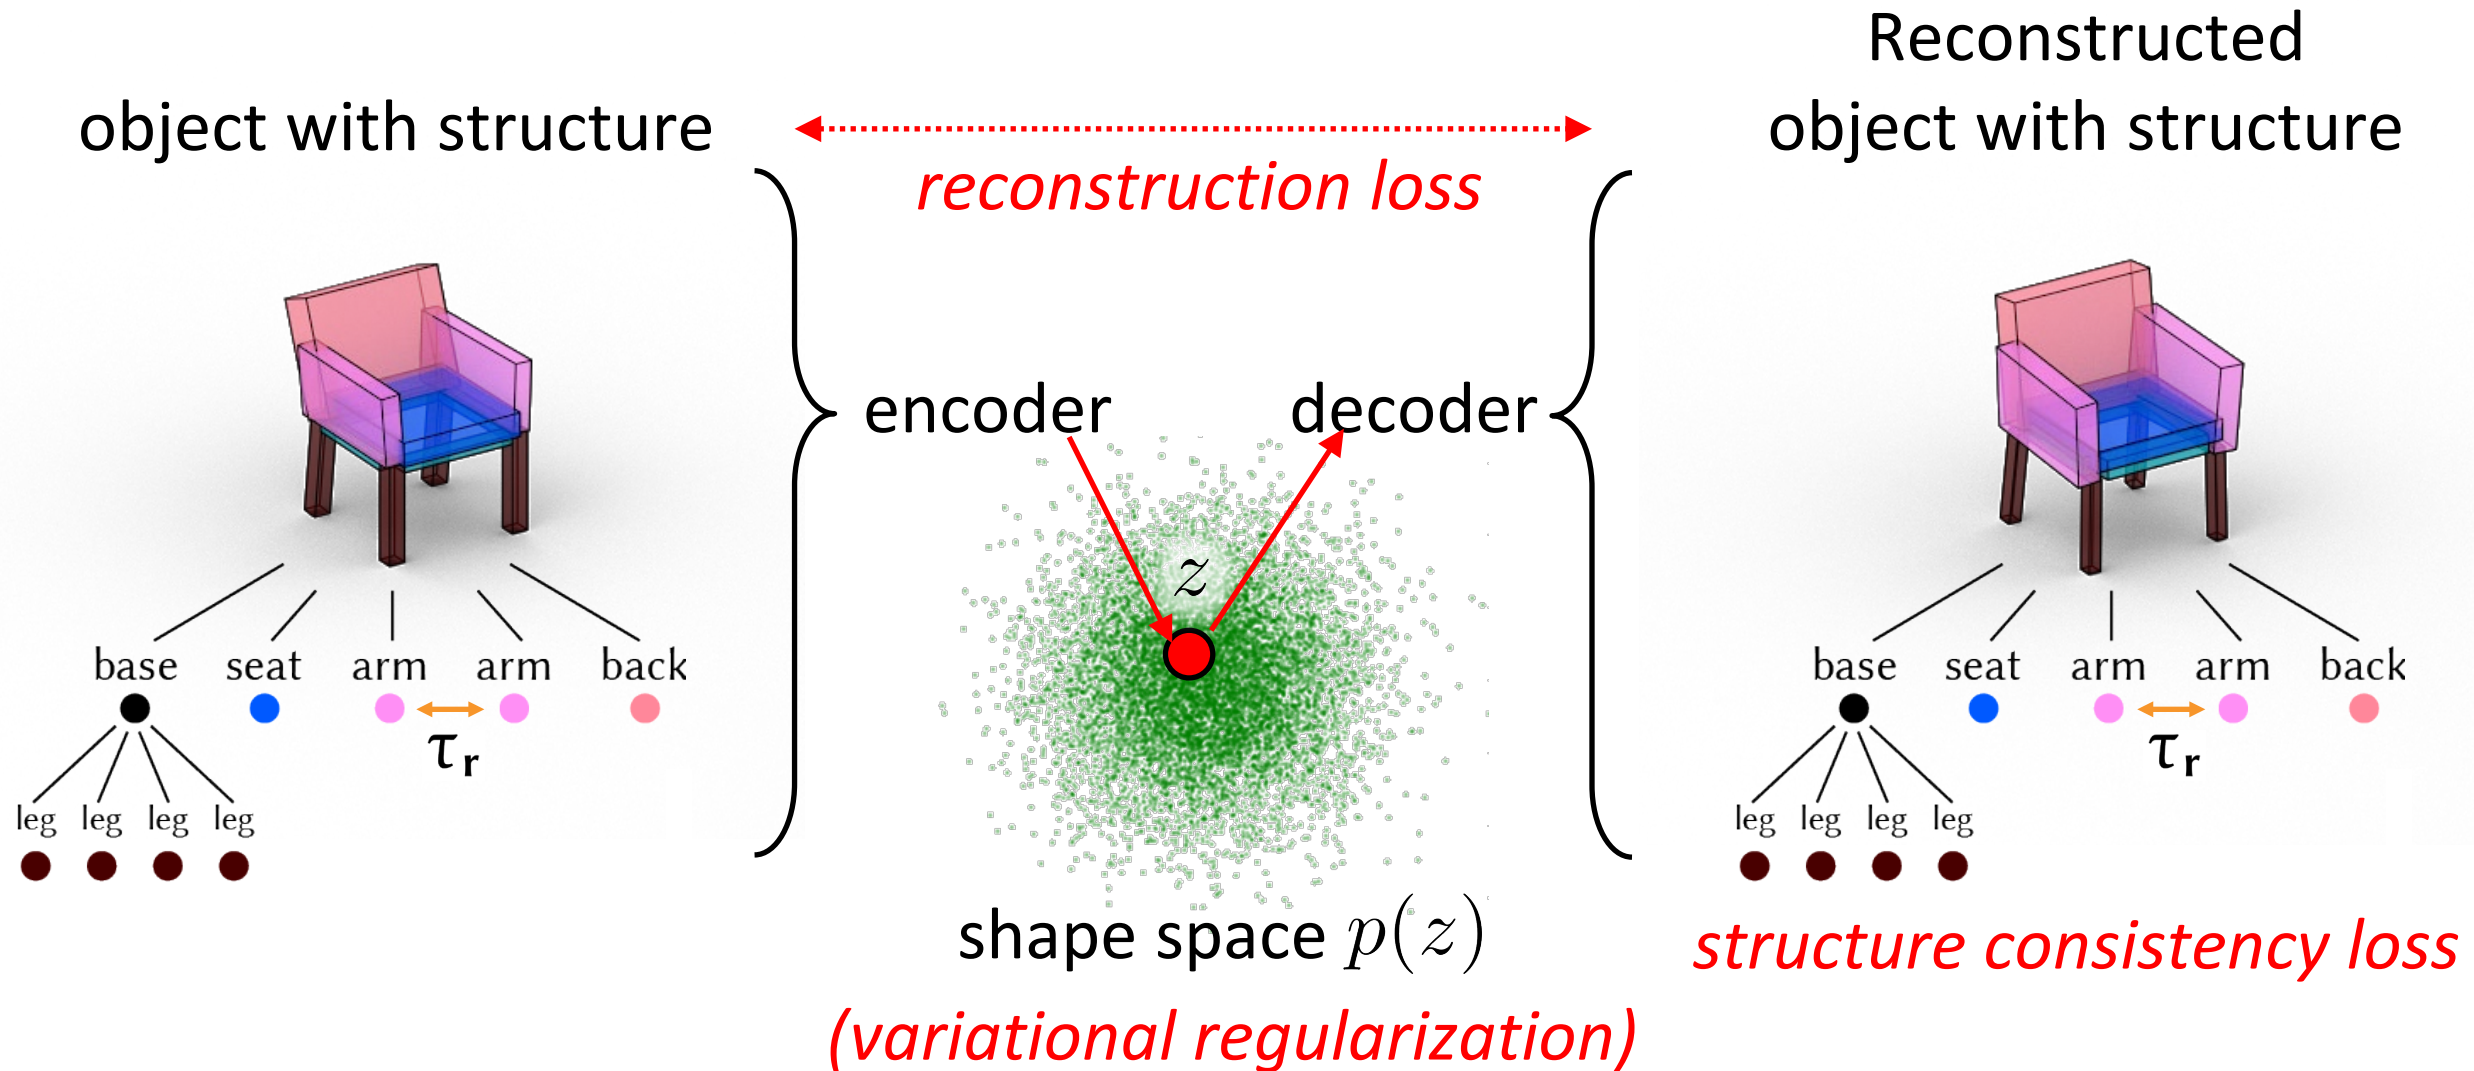 Reconstructed
object with structure
object with structure
reconstruction loss
encoder
decoder
z
base seat arm arm back
τr
leg leg leg leg
base seat arm arm back
τr
leg leg leg leg
shape space p(z)
(variational regularization)
structure consistency loss